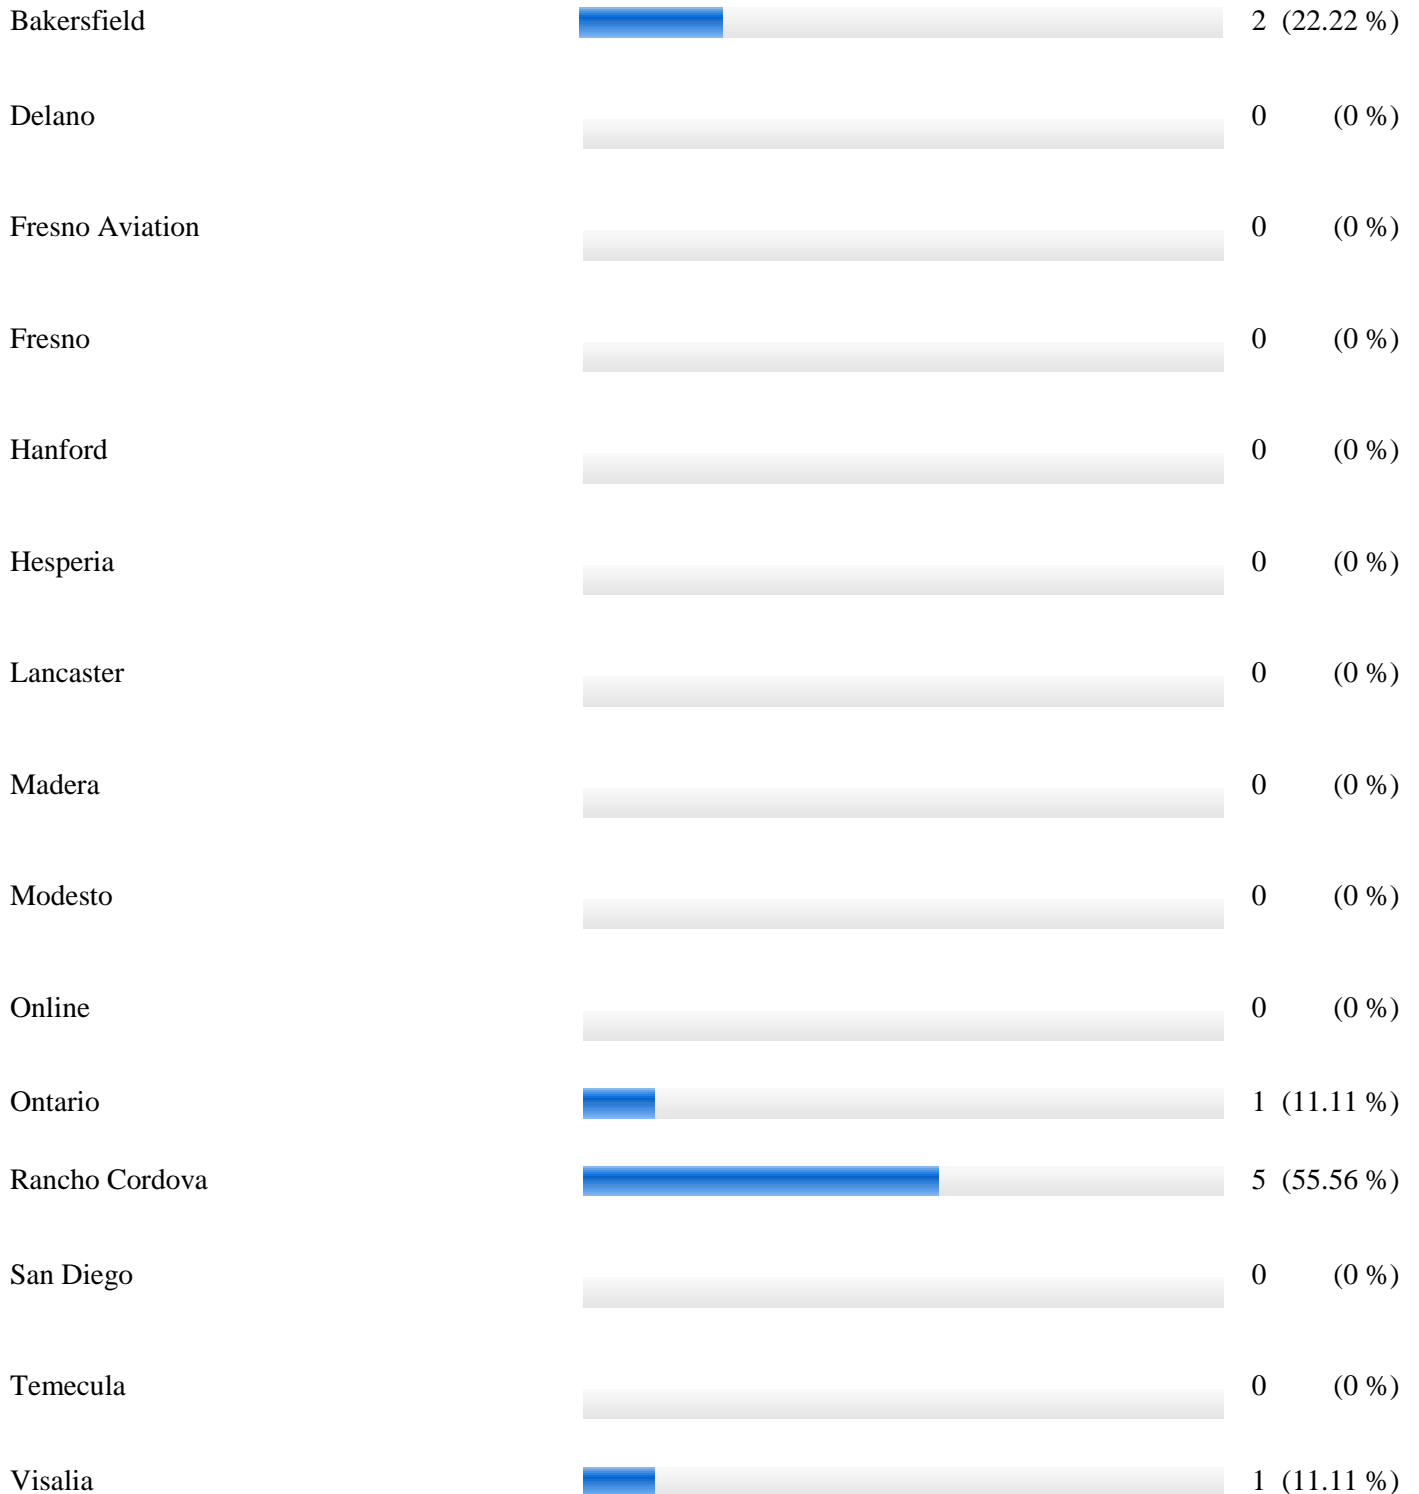 Bakersfield 2 (22.22 %)
Delano 0 (0 %)
Fresno Aviation 0 (0 %)
Fresno 0 (0 %)
Hanford 0 (0 %)
Hesperia 0 (0 %)
Lancaster 0 (0 %)
Madera 0 (0 %)
Modesto 0 (0 %)
Online 0 (0 %)
Ontario 1 (11.11 %)
Rancho Cordova 5 (55.56 %)
San Diego 0 (0 %)
Temecula 0 (0 %)
Visalia 1 (11.11 %)